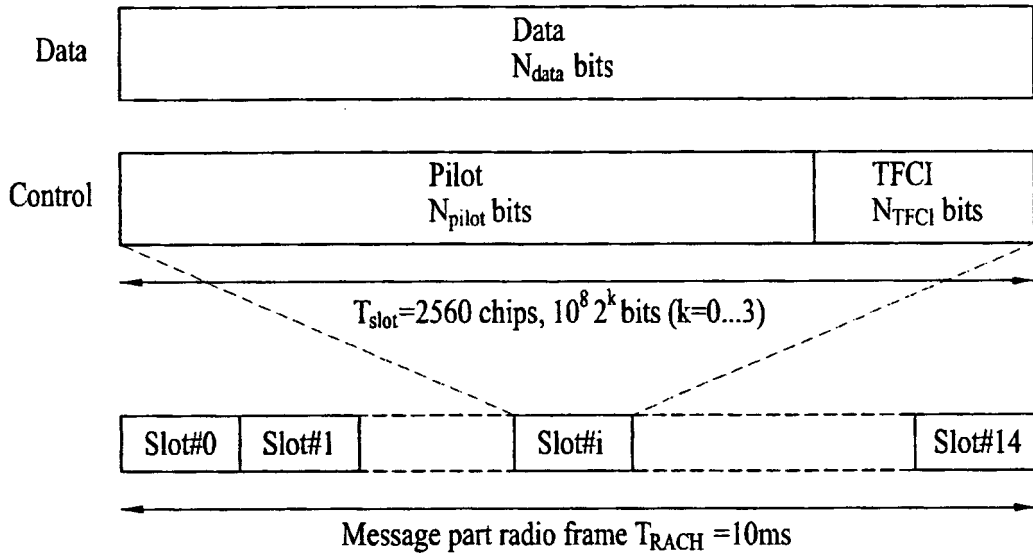 Data
Data
N_data bits
Control
Pilot
N_pilot bits
TFCI
N_TFCI bits
T_slot=2560 chips, 10^8 2^k bits (k=0...3)
Slot#0 Slot#1 Slot#i Slot#14
Message part radio frame T_RACH =10ms